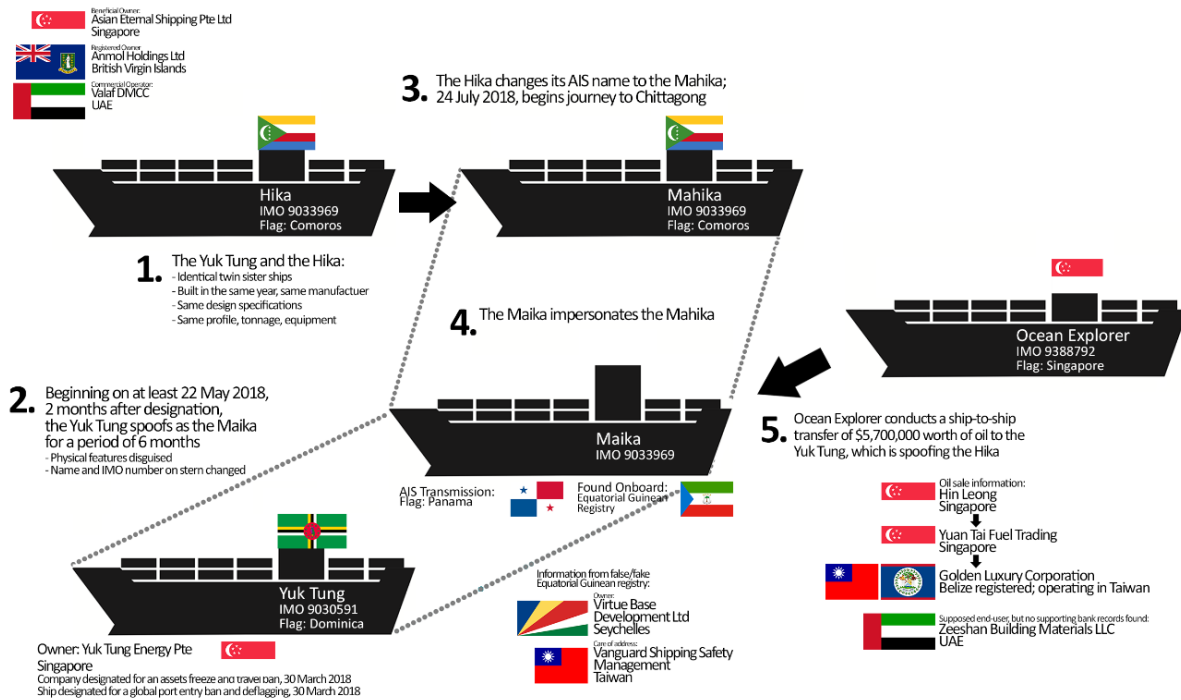 Beneficial Owner:
Asian Eternal Shipping Pte Ltd
Singapore
Registered Owner
Anmol Holdings Ltd
British Virgin Islands
Commercial Operator:
Valaf DMCC
UAE
3. The Hika changes its AIS name to the Mahika;
24 July 2018, begins journey to Chittagong
Hika
IMO 9033969
Flag: Comoros
Mahika
IMO 9033969
Flag: Comoros
1. The Yuk Tung and the Hika:
- Identical twin sister ships
- Built in the same year, same manufactuer
- Same design specifications
- Same profile, tonnage, equipment
2. Beginning on at least 22 May 2018,
2 months after designation,
the Yuk Tung spoofs as the Maika
for a period of 6 months
- Physical features disguised
- Name and IMO number on stern changed
4. The Maika impersonates the Mahika
Maika
IMO 9033969
AIS Transmission:
Flag: Panama
Found Onboard:
Equatorial Guinean
Registry
Ocean Explorer
IMO 9388792
Flag: Singapore
5. Ocean Explorer conducts a ship-to-ship
transfer of $5,700,000 worth of oil to the
Yuk Tung, which is spoofing the Hika
Oil sale information:
Hin Leong
Singapore
Yuan Tai Fuel Trading
Singapore
Golden Luxury Corporation
Belize registered; operating in Taiwan
Supposed end-user, but no supporting bank records found:
Zeeshan Building Materials LLC
UAE
Yuk Tung
IMO 9030591
Flag: Dominica
Owner: Yuk Tung Energy Pte
Singapore
Company designated for an assets freeze and travel ban, 30 March 2018
Ship designated for a global port entry ban and deflagging, 30 March 2018
Information from false/fake
Equatorial Guinean registry:
Owner:
Virtue Base
Development Ltd
Seychelles
Care of address:
Vanguard Shipping Safety
Management
Taiwan